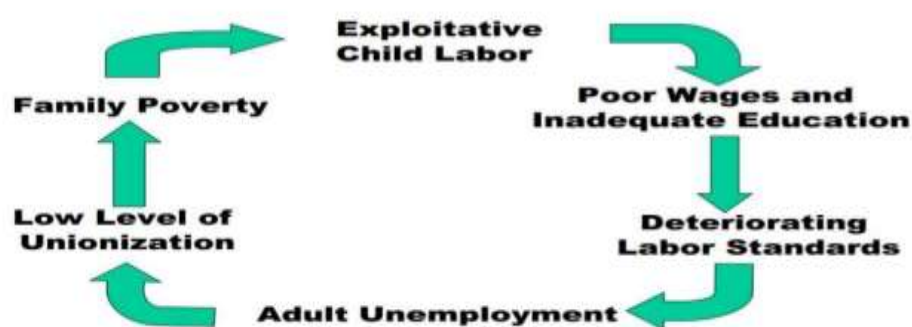 Exploitative
Child Labor
Poor Wages and
Inadequate Education
Deteriorating
Labor Standards
Adult Unemployment
Low Level of
Unionization
Family Poverty